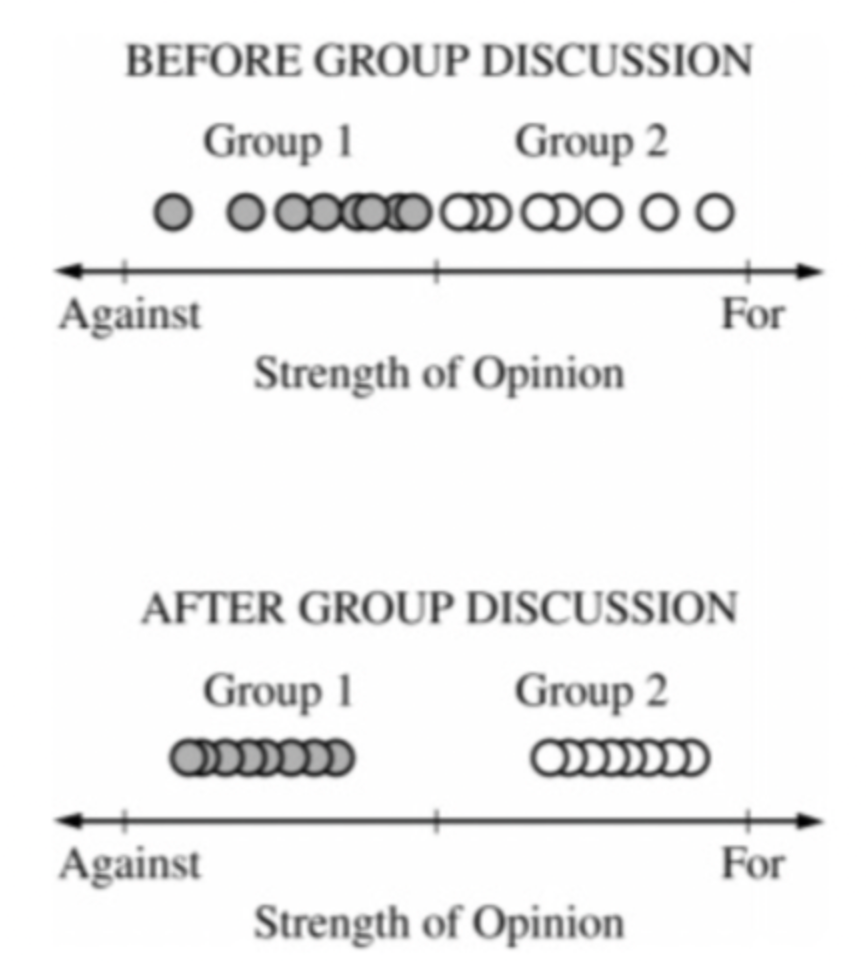 BEFORE GROUP DISCUSSION
Group 1 Group 2
Against For
Strength of Opinion
AFTER GROUP DISCUSSION
Group 1 Group 2
Against For
Strength of Opinion